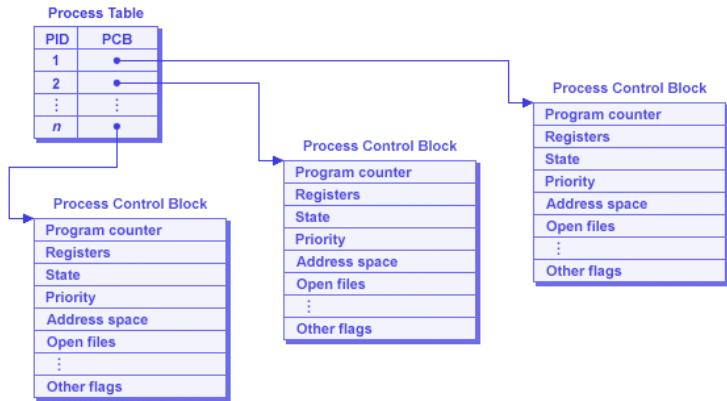 Process Table
PID PCB
1
2
⋮ ⋮
n
Process Control Block
Program counter
Registers
State
Priority
Address space
Open files
⋮
Other flags
Process Control Block
Program counter
Registers
State
Priority
Address space
Open files
⋮
Other flags
Process Control Block
Program counter
Registers
State
Priority
Address space
Open files
⋮
Other flags